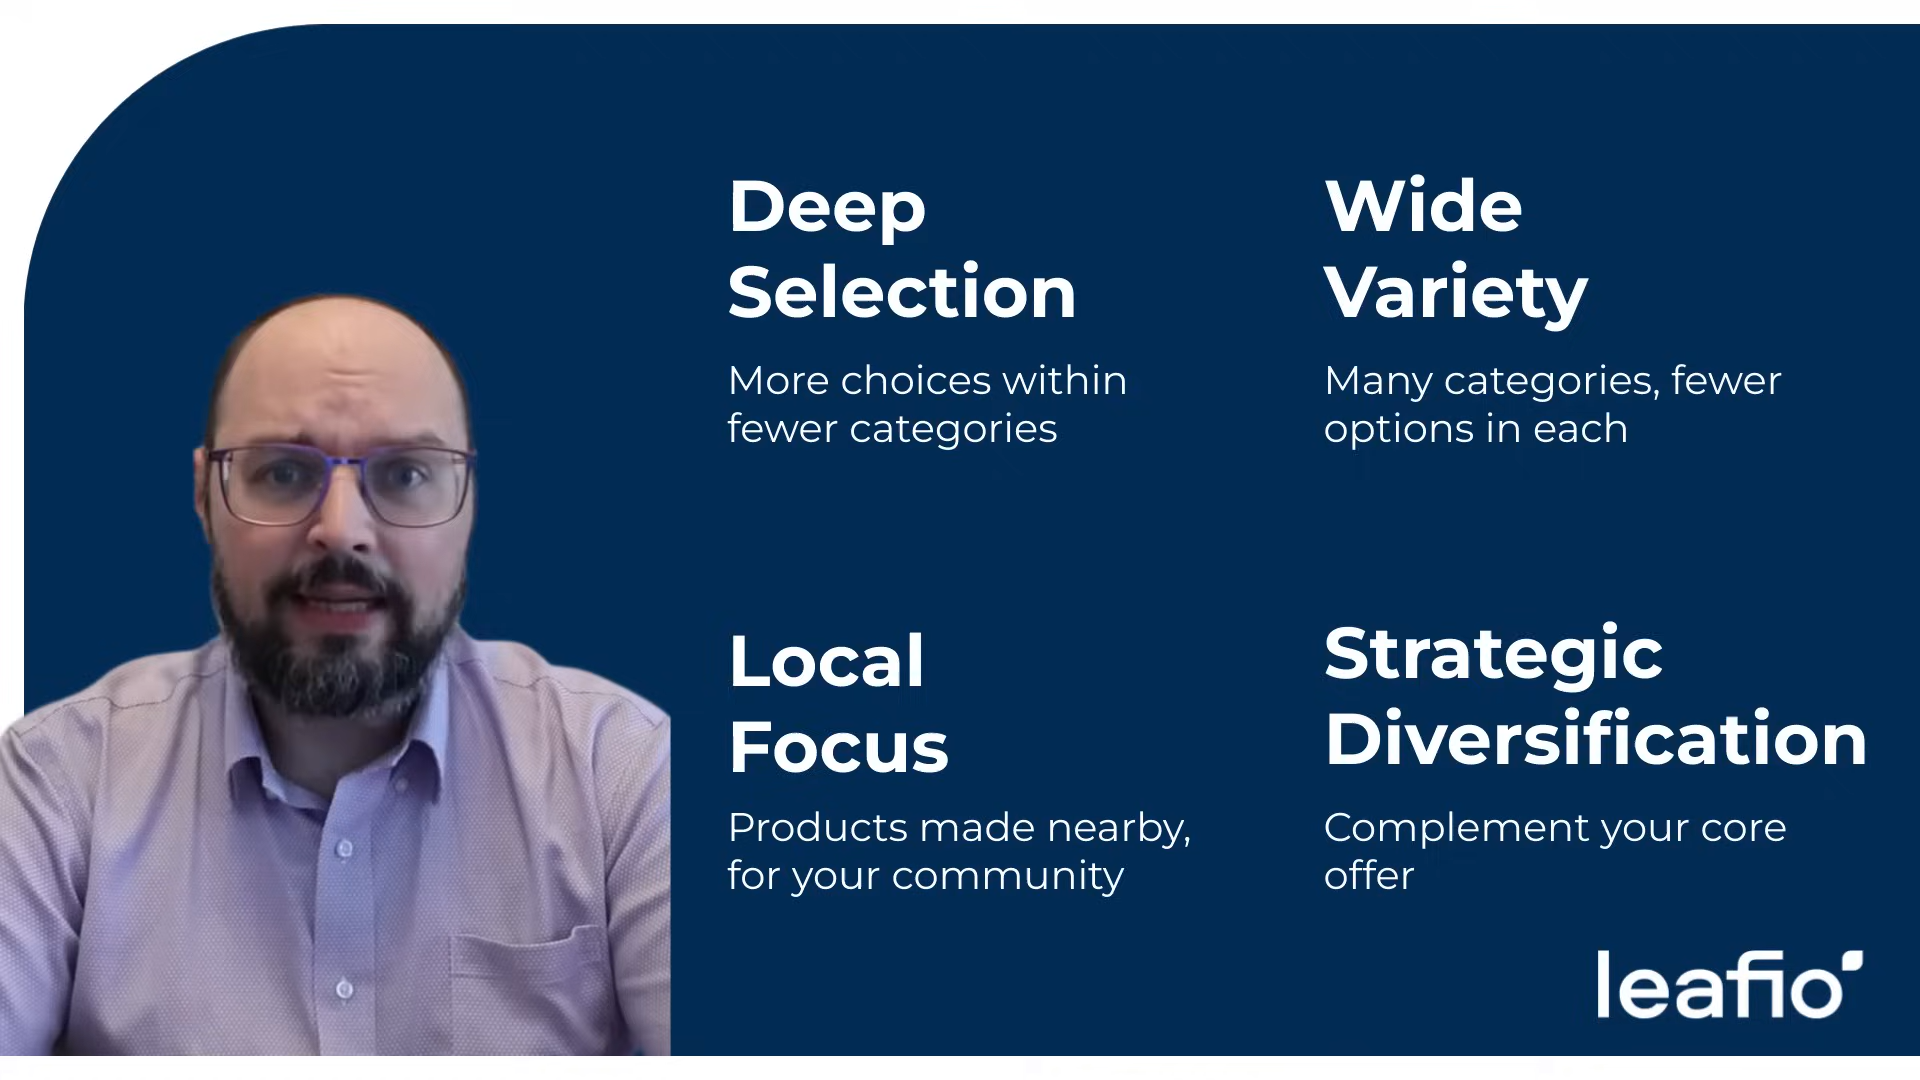 Deep
Selection
More choices within
fewer categories
Wide
Variety
Many categories, fewer
options in each
Local
Focus
Products made nearby,
for your community
Strategic
Diversification
Complement your core
offer
leafio